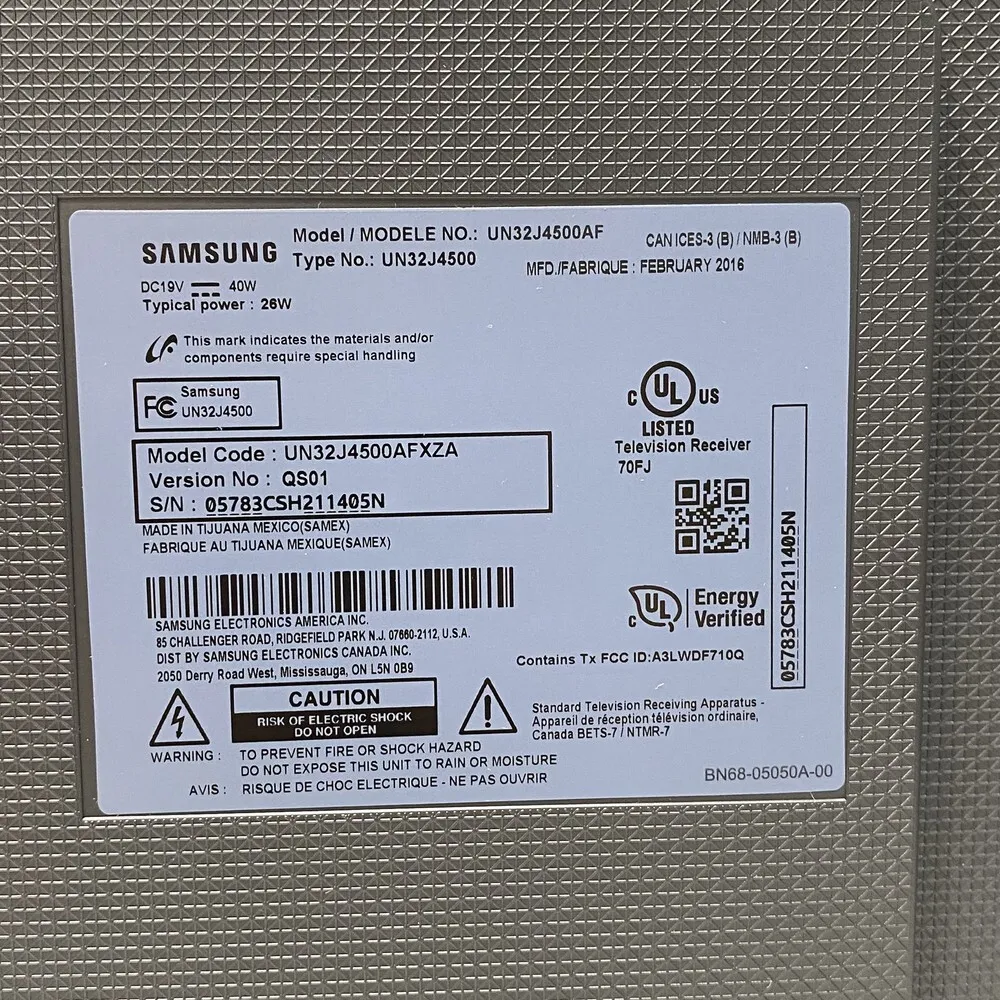 SAMSUNG
Model / MODELE NO.: UN32J4500AF
Type No.: UN32J4500
CAN ICES-3 (B) / NMB-3 (B)
MFD./FABRIQUE : FEBRUARY 2016
DC19V 40W
Typical power : 26W
This mark indicates the materials and/or
components require special handling
FC Samsung
UN32J4500
Model Code : UN32J4500AFXZA
Version No : QS01
S/N : 05783CSH211405N
MADE IN TIJUANA MEXICO(SAMEX)
FABRIQUE AU TIJUANA MEXIQUE(SAMEX)
C UL US
LISTED
Television Receiver
70FJ
05783CSH211405N
C UL Energy
Verified
SAMSUNG ELECTRONICS AMERICA INC.
85 CHALLENGER ROAD, RIDGEFIELD PARK N.J. 07660-2112, U.S.A.
DIST BY SAMSUNG ELECTRONICS CANADA INC.
2050 Derry Road West, Mississauga, ON L5N 0B9
Contains Tx FCC ID:A3LWDF710Q
CAUTION
RISK OF ELECTRIC SHOCK
DO NOT OPEN
Standard Television Receiving Apparatus -
Appareil de réception télévision ordinaire,
Canada BETS-7 / NTMR-7
WARNING : TO PREVENT FIRE OR SHOCK HAZARD
DO NOT EXPOSE THIS UNIT TO RAIN OR MOISTURE
AVIS : RISQUE DE CHOC ELECTRIQUE - NE PAS OUVRIR
BN68-05050A-00